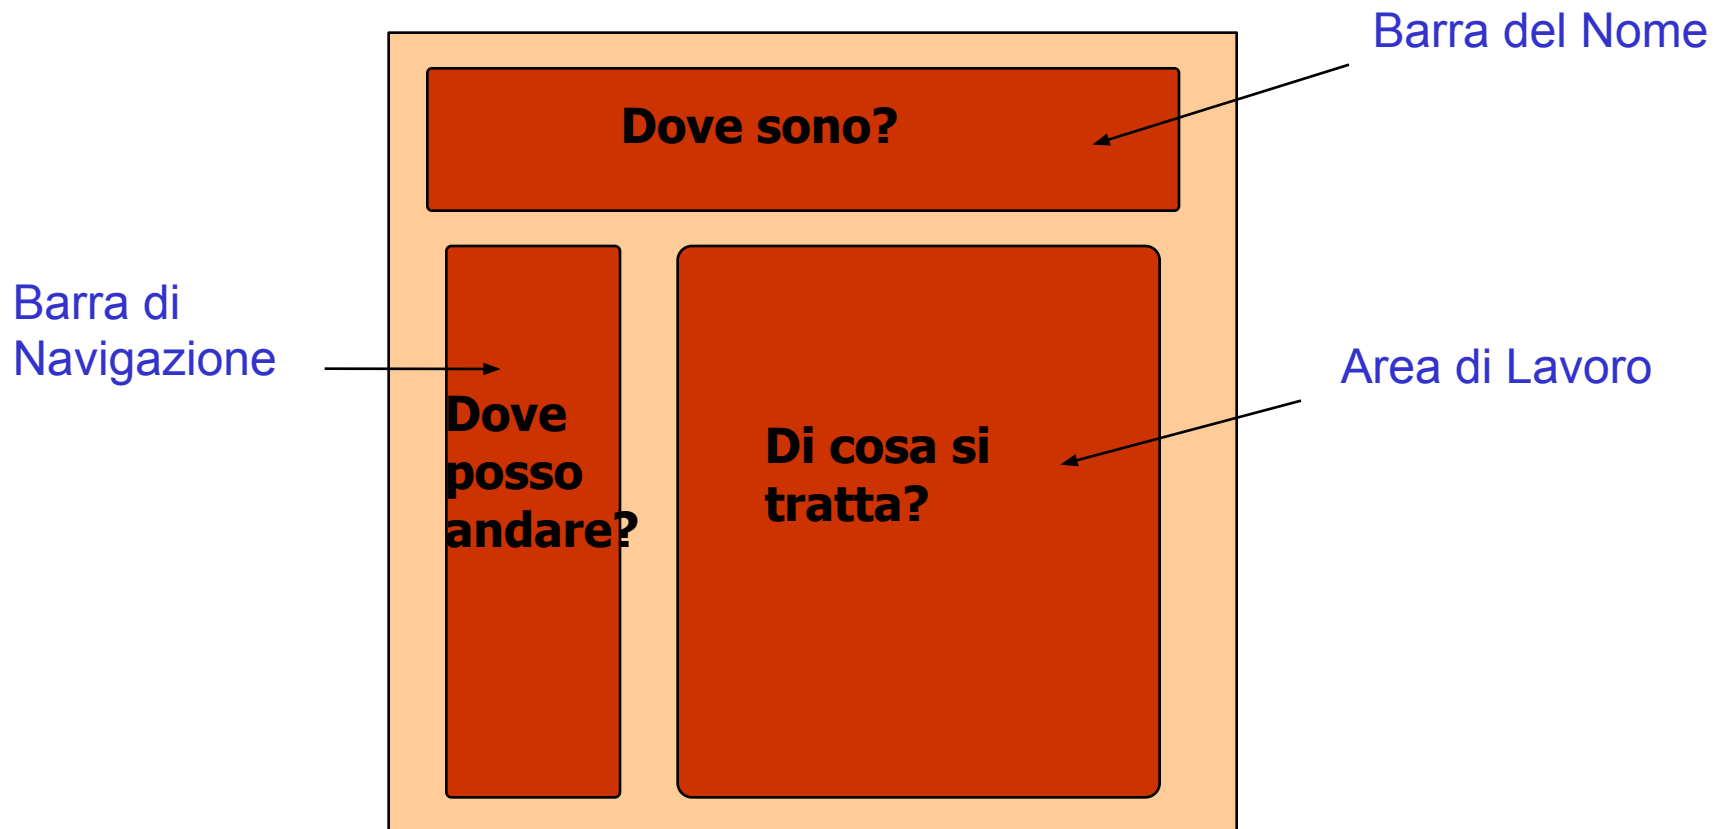 Barra del Nome
Dove sono?
Barra di
Navigazione
Area di Lavoro
Dove
posso
andare?
Di cosa si
tratta?